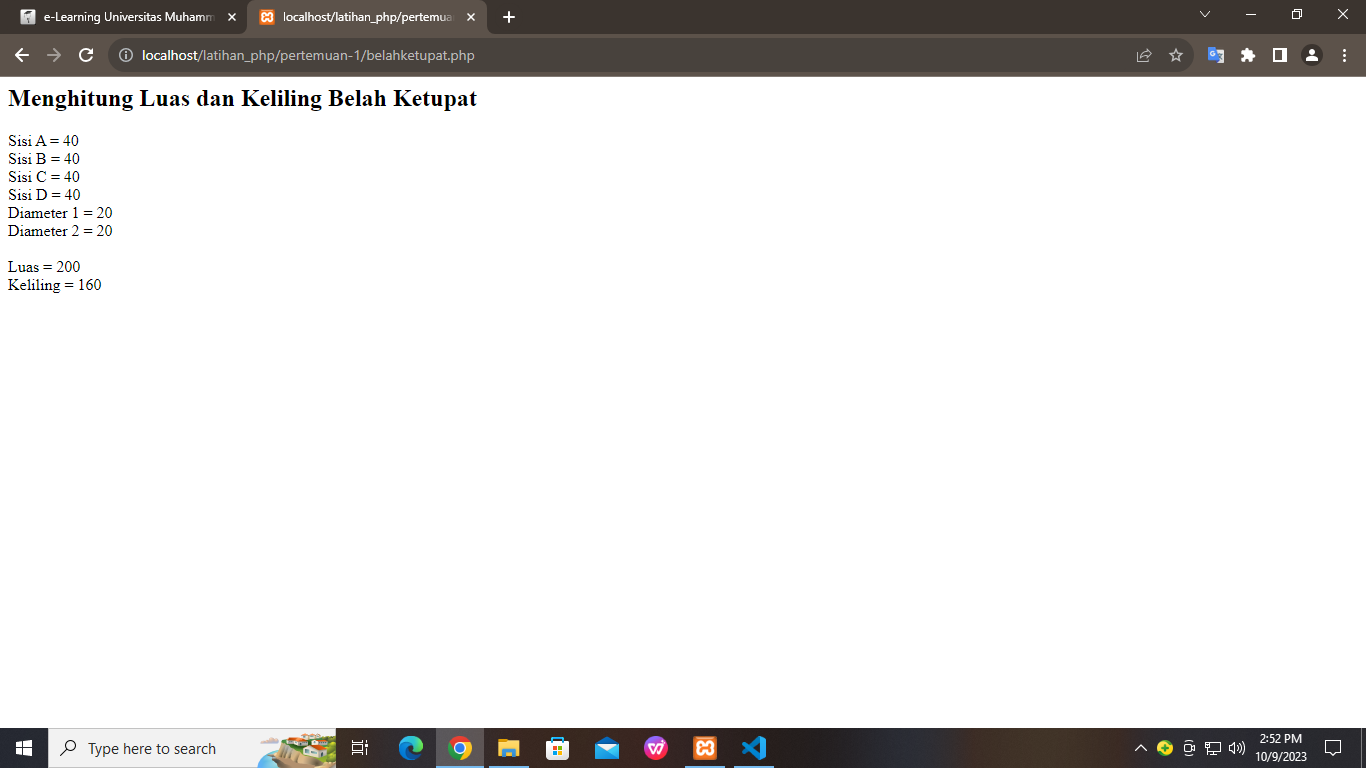 e-Learning Universitas Muhamm
localhost/latihan_php/pertemua
localhost/latihan_php/pertemuan-1/belahketupat.php
Menghitung Luas dan Keliling Belah Ketupat
Sisi A = 40
Sisi B = 40
Sisi C = 40
Sisi D = 40
Diameter 1 = 20
Diameter 2 = 20
Luas = 200
Keliling = 160
Type here to search
2:52 PM
10/9/2023